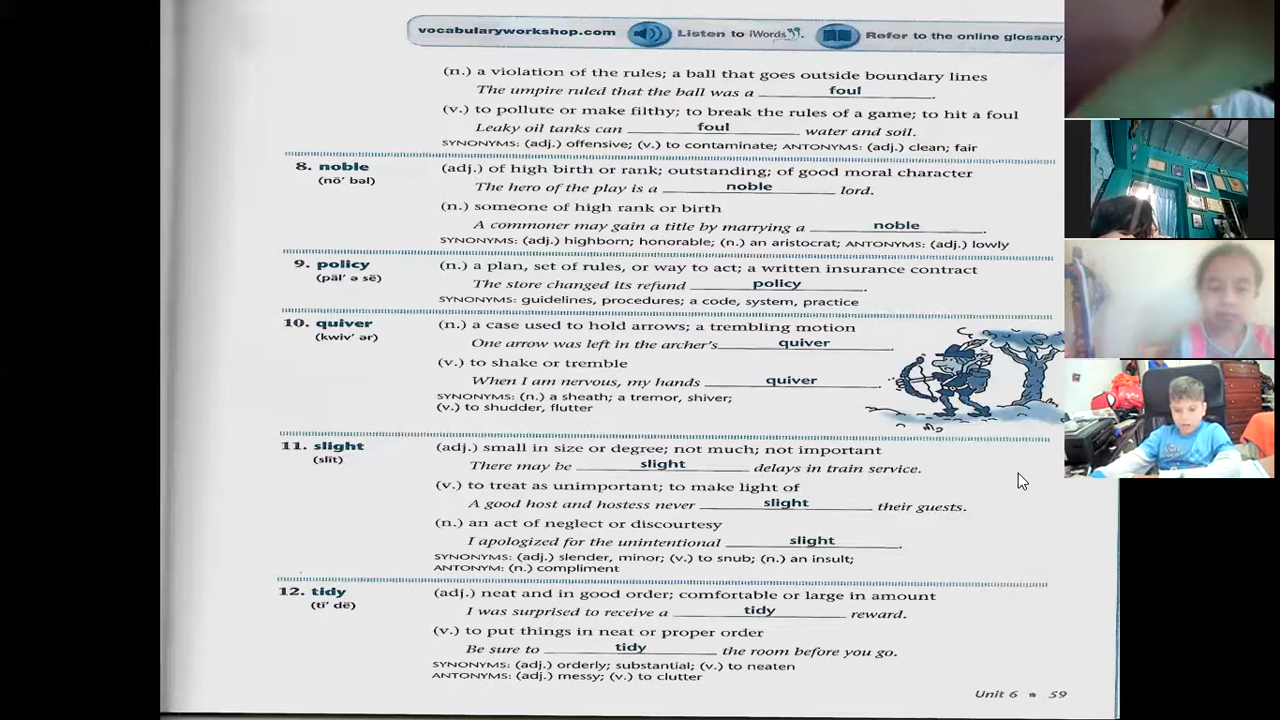 vocabularyworkshop.com Listen to iWords. Refer to the online glossary.
(n.) a violation of the rules; a ball that goes outside boundary lines
The umpire ruled that the ball was a foul.
(v.) to pollute or make filthy; to break the rules of a game; to hit a foul
Leaky oil tanks can foul water and soil.
SYNONYMS: (adj.) offensive; (v.) to contaminate; ANTONYMS: (adj.) clean; fair
8. noble (adj.) of high birth or rank; outstanding; of good moral character
(nō' bəl) The hero of the play is a noble lord.
(n.) someone of high rank or birth
A commoner may gain a title by marrying a noble.
SYNONYMS: (adj.) highborn; honorable; (n.) an aristocrat; ANTONYMS: (adj.) lowly
9. policy (n.) a plan, set of rules, or way to act; a written insurance contract
(päl' ə sē) The store changed its refund policy.
SYNONYMS: guidelines, procedures; a code, system, practice
10. quiver (n.) a case used to hold arrows; a trembling motion
(kwiv' ər) One arrow was left in the archer's quiver.
(v.) to shake or tremble
When I am nervous, my hands quiver.
SYNONYMS: (n.) a sheath; a tremor, shiver;
(v.) to shudder, flutter
11. slight (adj.) small in size or degree; not much; not important
(slīt) There may be slight delays in train service.
(v.) to treat as unimportant; to make light of
A good host and hostess never slight their guests.
(n.) an act of neglect or discourtesy
I apologized for the unintentional slight.
SYNONYMS: (adj.) slender, minor; (v.) to snub; (n.) an insult;
ANTONYM: (n.) compliment
12. tidy (adj.) neat and in good order; comfortable or large in amount
(tī' dē) I was surprised to receive a tidy reward.
(v.) to put things in neat or proper order
Be sure to tidy the room before you go.
SYNONYMS: (adj.) orderly; substantial; (v.) to neaten
ANTONYMS: (adj.) messy; (v.) to clutter
Unit 6 ■ 59